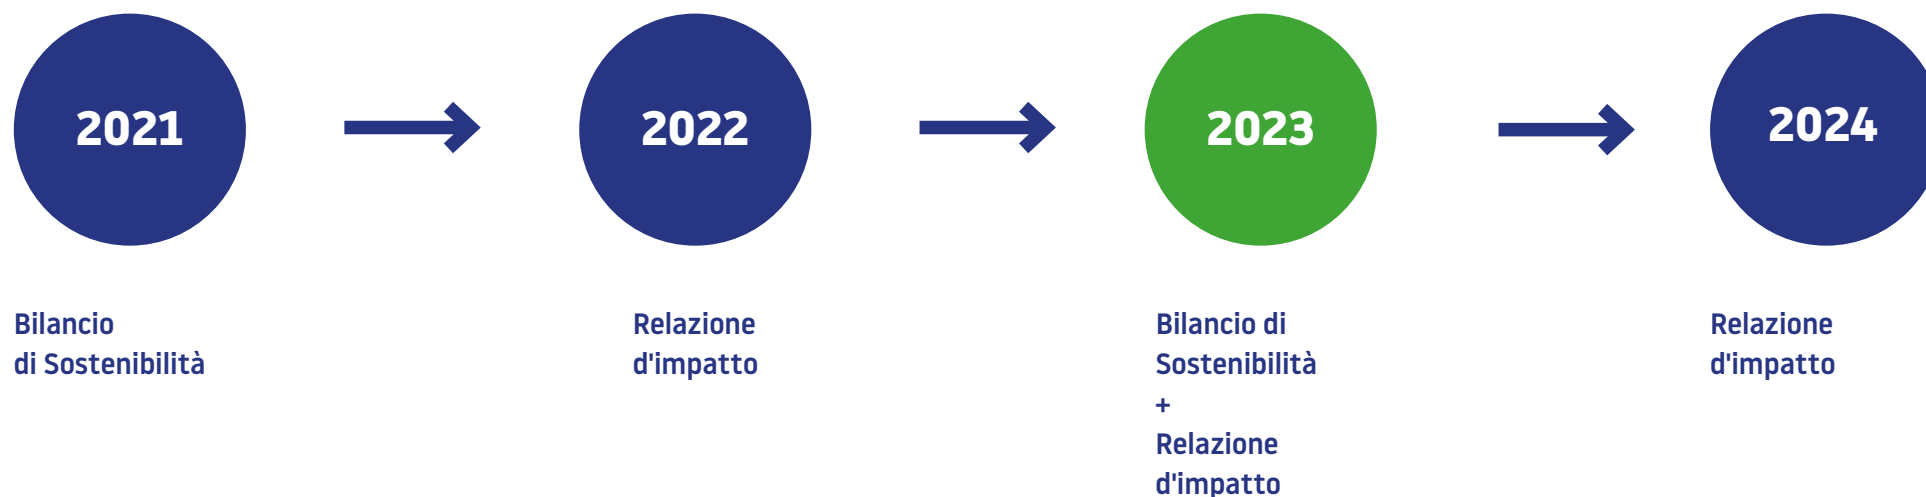 2021
2022
2023
2024
Bilancio
di Sostenibilità
Relazione
d'impatto
Bilancio di
Sostenibilità
+
Relazione
d'impatto
Relazione
d'impatto